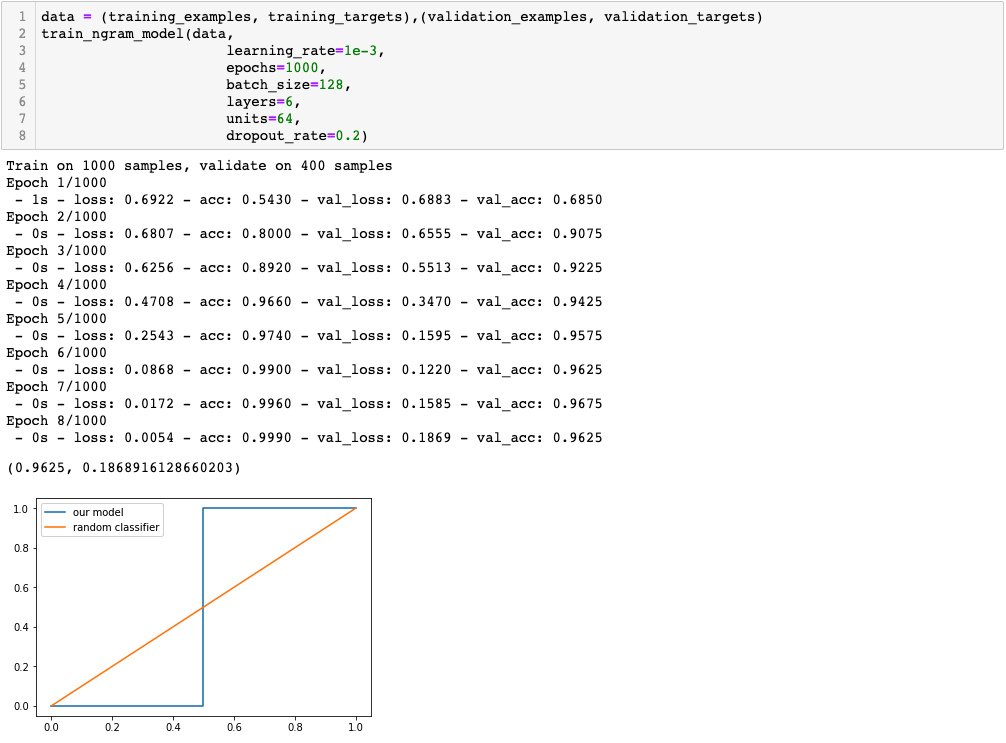 1 data = (training_examples, training_targets),(validation_examples, validation_targets)
2 train_ngram_model(data,
3 learning_rate=1e-3,
4 epochs=1000,
5 batch_size=128,
6 layers=6,
7 units=64,
8 dropout_rate=0.2)
Train on 1000 samples, validate on 400 samples
Epoch 1/1000
 - 1s - loss: 0.6922 - acc: 0.5430 - val_loss: 0.6883 - val_acc: 0.6850
Epoch 2/1000
 - 0s - loss: 0.6807 - acc: 0.8000 - val_loss: 0.6555 - val_acc: 0.9075
Epoch 3/1000
 - 0s - loss: 0.6256 - acc: 0.8920 - val_loss: 0.5513 - val_acc: 0.9225
Epoch 4/1000
 - 0s - loss: 0.4708 - acc: 0.9660 - val_loss: 0.3470 - val_acc: 0.9425
Epoch 5/1000
 - 0s - loss: 0.2543 - acc: 0.9740 - val_loss: 0.1595 - val_acc: 0.9575
Epoch 6/1000
 - 0s - loss: 0.0868 - acc: 0.9900 - val_loss: 0.1220 - val_acc: 0.9625
Epoch 7/1000
 - 0s - loss: 0.0172 - acc: 0.9960 - val_loss: 0.1585 - val_acc: 0.9675
Epoch 8/1000
 - 0s - loss: 0.0054 - acc: 0.9990 - val_loss: 0.1869 - val_acc: 0.9625
(0.9625, 0.1868916128660203)
our model
random classifier
1.0
0.8
0.6
0.4
0.2
0.0
0.0 0.2 0.4 0.6 0.8 1.0